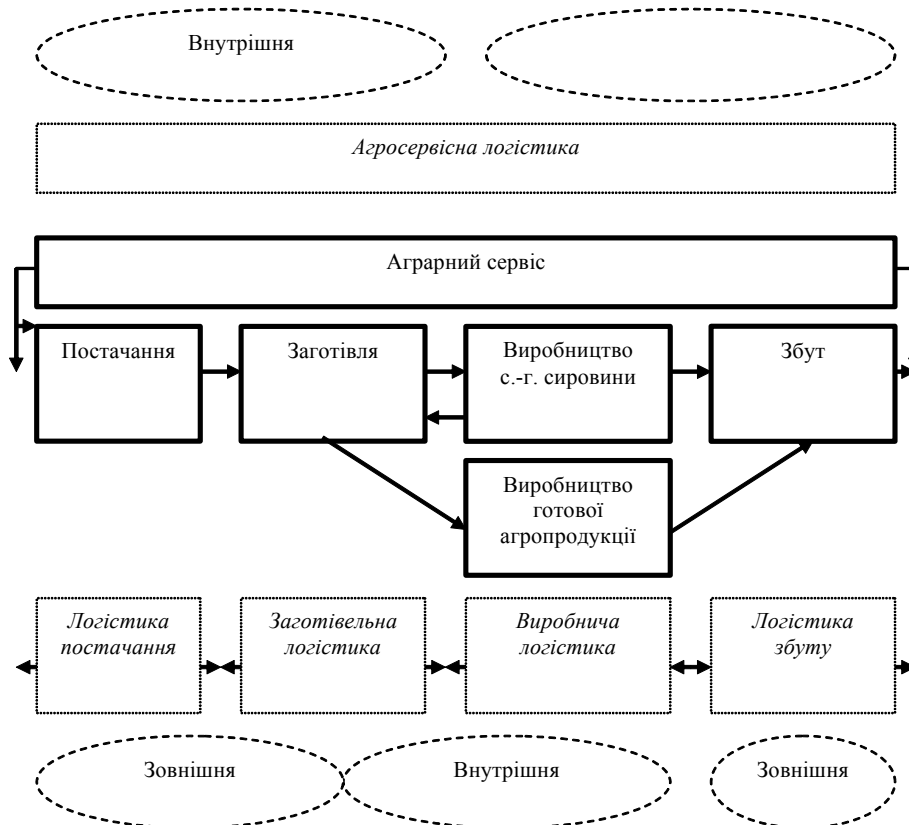 Внутрішня
Агросервісна логістика
Аграрний сервіс
Постачання
Заготівля
Виробництво
с.-г. сировини
Збут
Виробництво
готової
агропродукції
Логістика
постачання
Заготівельна
логістика
Виробнича
логістика
Логістика
збуту
Зовнішня
Внутрішня
Зовнішня